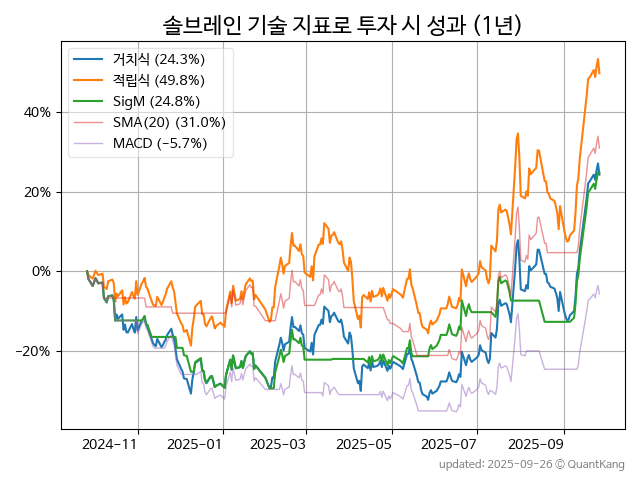 솔브레인 기술 지표로 투자 시 성과 (1년)
거치식 (24.3%)
적립식 (49.8%)
SigM (24.8%)
SMA(20) (31.0%)
MACD (−5.7%)
40%
20%
0%
−20%
2024-11 2025-01 2025-03 2025-05 2025-07 2025-09
updated: 2025-09-26 © QuantKang